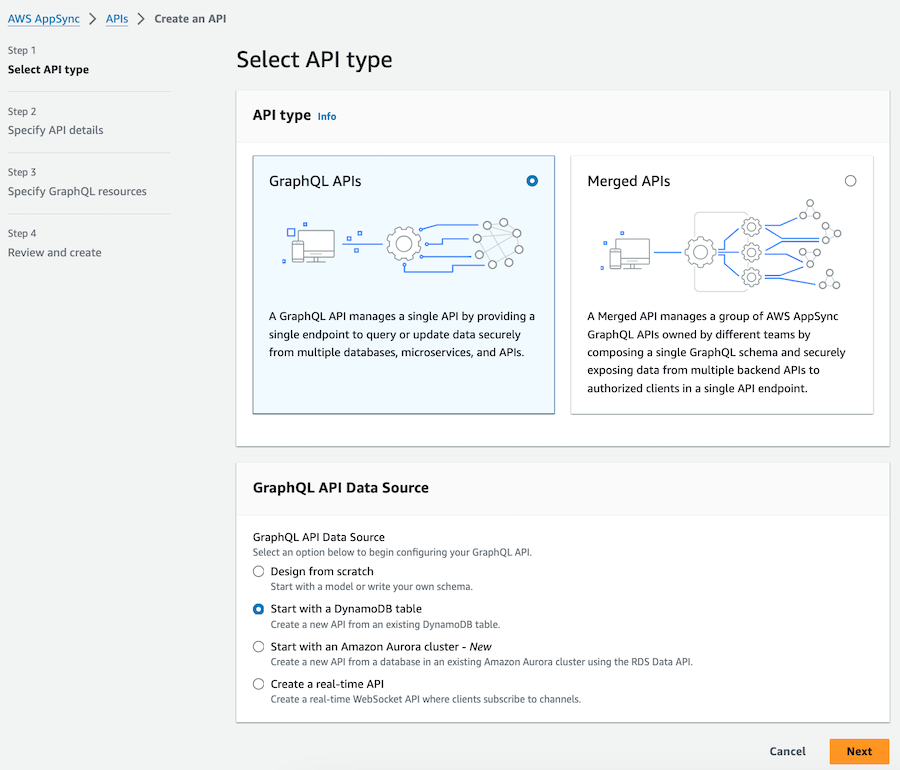 AWS AppSync > APIs > Create an API
Step 1
Select API type
Step 2
Specify API details
Step 3
Specify GraphQL resources
Step 4
Review and create
Select API type
API type Info
GraphQL APIs
A GraphQL API manages a single API by providing a
single endpoint to query or update data securely
from multiple databases, microservices, and APIs.
Merged APIs
A Merged API manages a group of AWS AppSync
GraphQL APIs owned by different teams by
composing a single GraphQL schema and securely
exposing data from multiple backend APIs to
authorized clients in a single API endpoint.
GraphQL API Data Source
GraphQL API Data Source
Select an option below to begin configuring your GraphQL API.
Design from scratch
Start with a model or write your own schema.
Start with a DynamoDB table
Create a new API from an existing DynamoDB table.
Start with an Amazon Aurora cluster - New
Create a new API from a database in an existing Amazon Aurora cluster using the RDS Data API.
Create a real-time API
Create a real-time WebSocket API where clients subscribe to channels.
Cancel Next